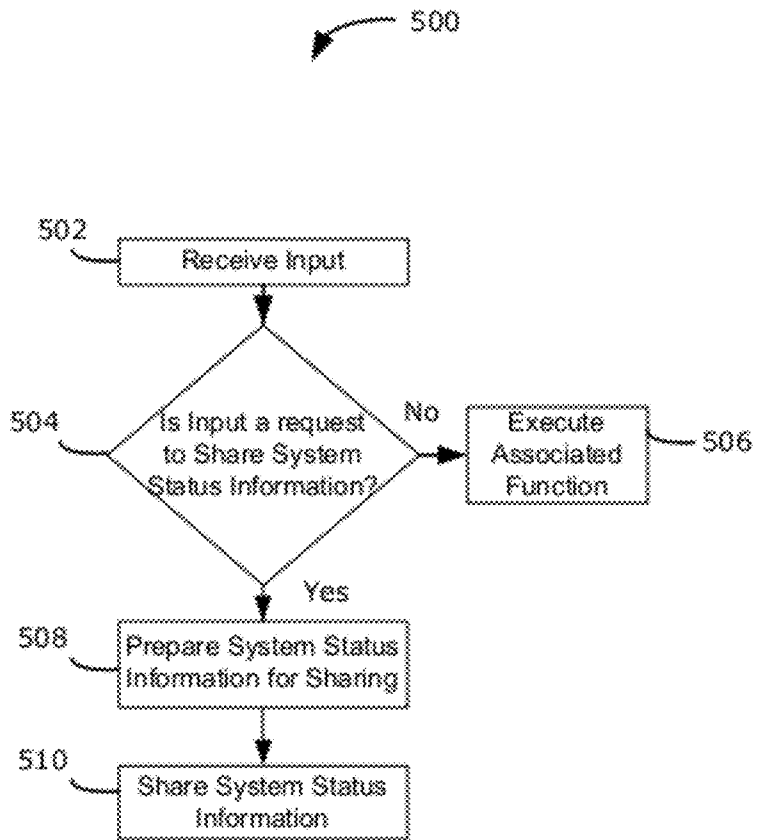 500
502
Receive Input
504
Is Input a request
to Share System
Status Information?
No
Execute
Associated
Function
506
Yes
508
Prepare System Status
Information for Sharing
510
Share System Status
Information